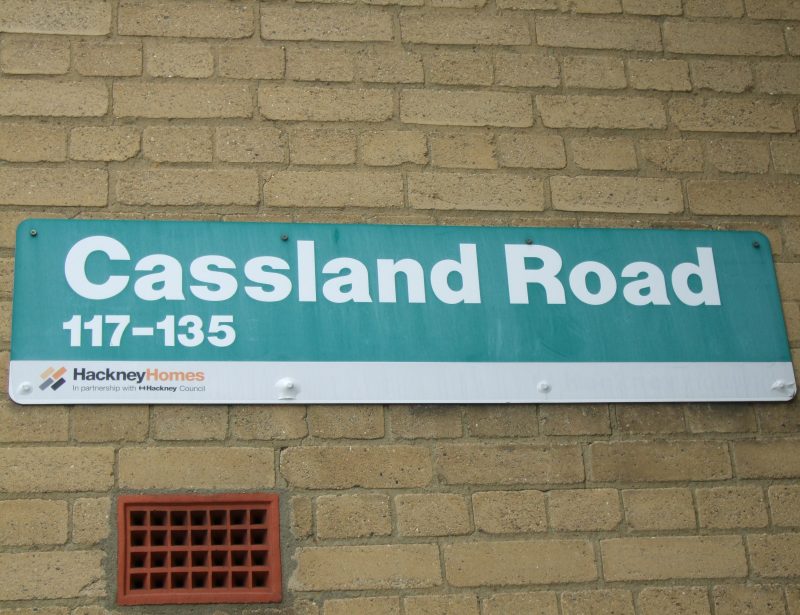 Cassland Road
117-135
HackneyHomes
In partnership with Hackney Council